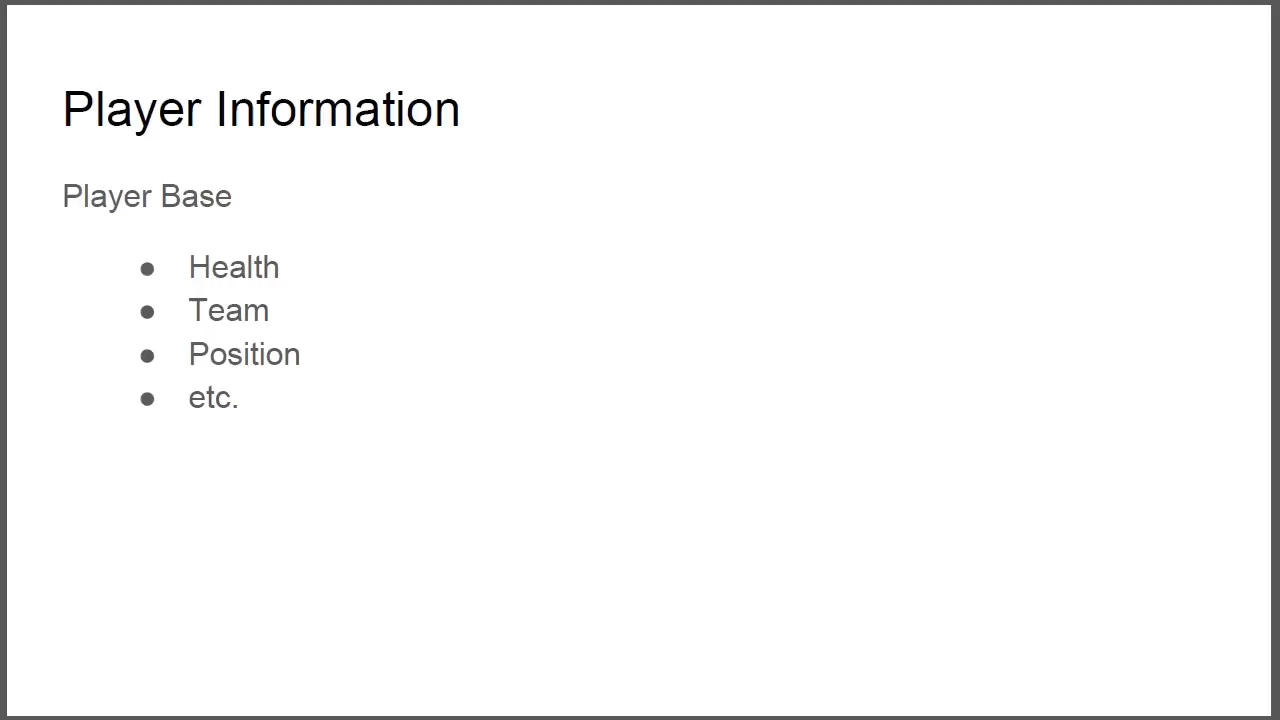 Player Information
Player Base
● Health
● Team
● Position
● etc.